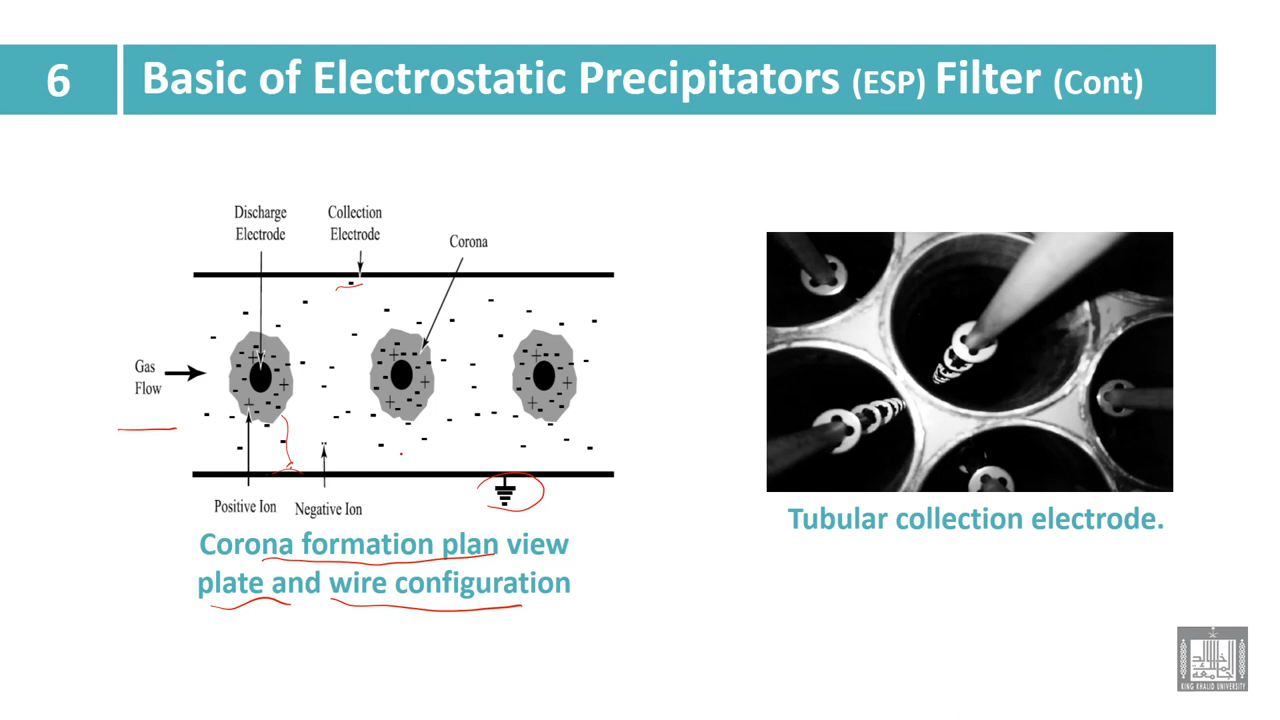 6
Basic of Electrostatic Precipitators (ESP) Filter (Cont)
Discharge
Electrode
Collection
Electrode
Corona
Gas
Flow
Positive Ion
Negative Ion
Corona formation plan view
plate and wire configuration
Tubular collection electrode.
KING KHALID UNIVERSITY